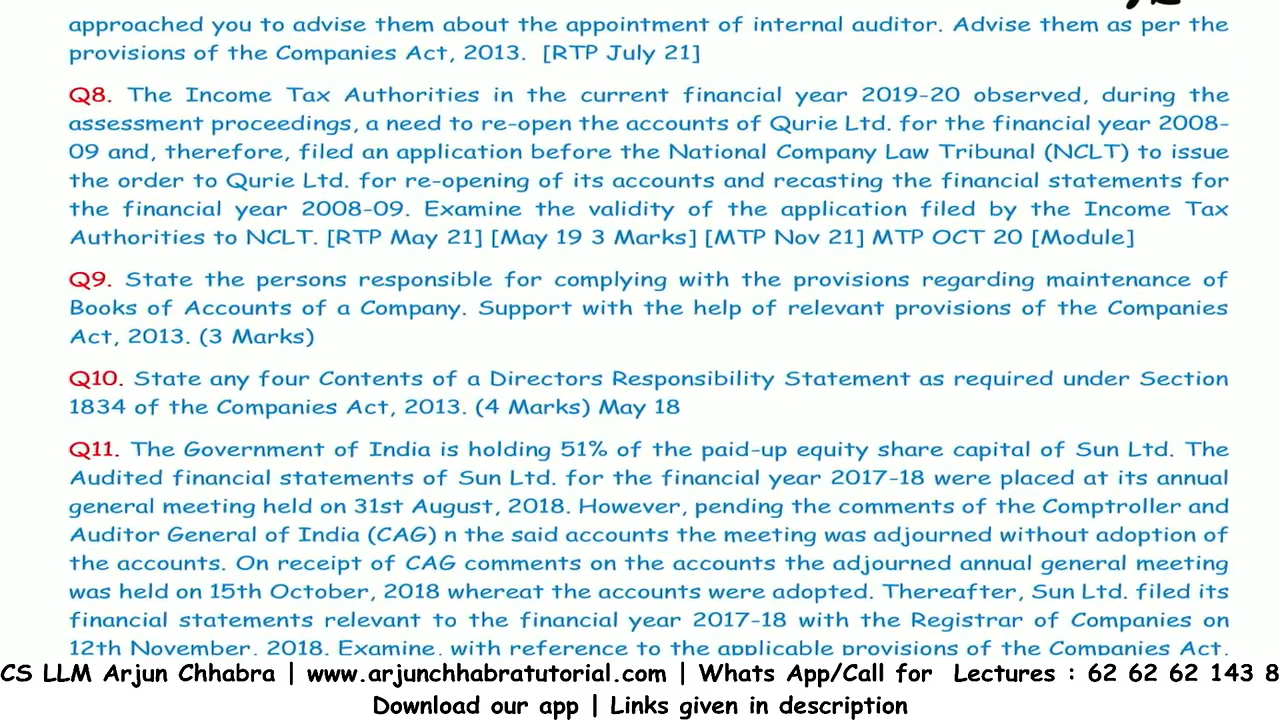 approached you to advise them about the appointment of internal auditor. Advise them as per the
provisions of the Companies Act, 2013. [RTP July 21]
Q8. The Income Tax Authorities in the current financial year 2019-20 observed, during the
assessment proceedings, a need to re-open the accounts of Qurie Ltd. for the financial year 2008-
09 and, therefore, filed an application before the National Company Law Tribunal (NCLT) to issue
the order to Qurie Ltd. for re-opening of its accounts and recasting the financial statements for
the financial year 2008-09. Examine the validity of the application filed by the Income Tax
Authorities to NCLT. [RTP May 21] [May 19 3 Marks] [MTP Nov 21] MTP OCT 20 [Module]
Q9. State the persons responsible for complying with the provisions regarding maintenance of
Books of Accounts of a Company. Support with the help of relevant provisions of the Companies
Act, 2013. (3 Marks)
Q10. State any four Contents of a Directors Responsibility Statement as required under Section
1834 of the Companies Act, 2013. (4 Marks) May 18
Q11. The Government of India is holding 51% of the paid-up equity share capital of Sun Ltd. The
Audited financial statements of Sun Ltd. for the financial year 2017-18 were placed at its annual
general meeting held on 31st August, 2018. However, pending the comments of the Comptroller and
Auditor General of India (CAG) n the said accounts the meeting was adjourned without adoption of
the accounts. On receipt of CAG comments on the accounts the adjourned annual general meeting
was held on 15th October, 2018 whereat the accounts were adopted. Thereafter, Sun Ltd. filed its
financial statements relevant to the financial year 2017-18 with the Registrar of Companies on
12th November, 2018. Examine, with reference to the applicable provisions of the Companies Act,
CS LLM Arjun Chhabra | www.arjunchhabratutorial.com | Whats App/Call for Lectures : 62 62 62 143 8
Download our app | Links given in description